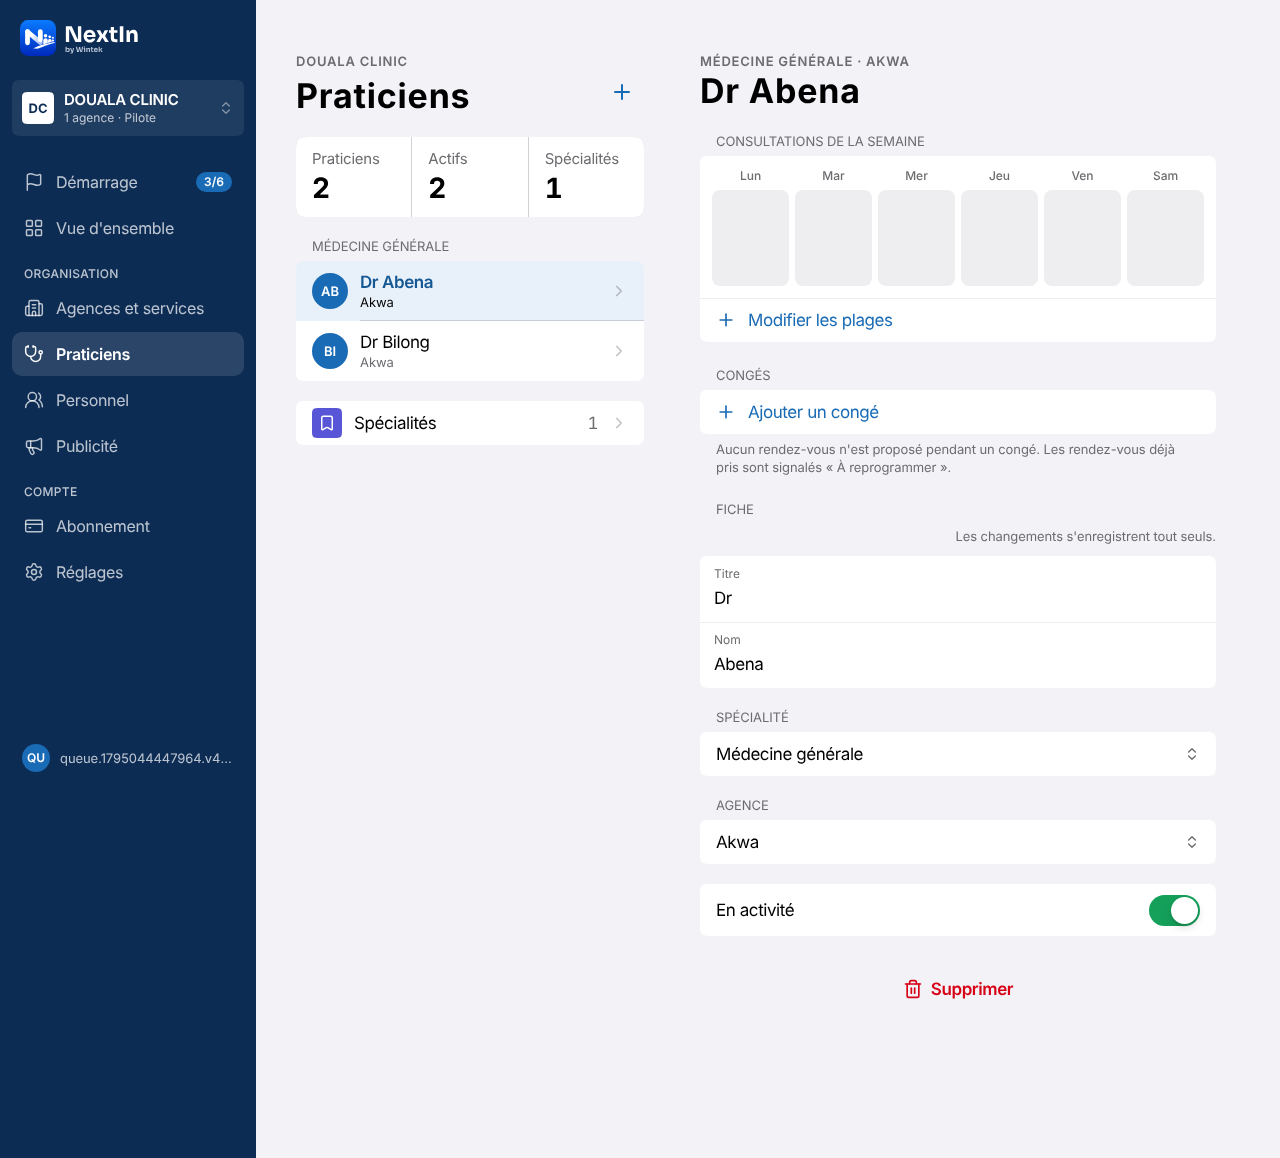 NextIn
by Wintek
DC
DOUALA CLINIC
1 agence · Pilote
Démarrage
3/6
Vue d'ensemble
ORGANISATION
Agences et services
Praticiens
Personnel
Publicité
COMPTE
Abonnement
Réglages
QU
queue.1795044447964.v4...
DOUALA CLINIC
Praticiens
Praticiens
2
Actifs
2
Spécialités
1
MÉDECINE GÉNÉRALE
AB
Dr Abena
Akwa
BI
Dr Bilong
Akwa
Spécialités
1
MÉDECINE GÉNÉRALE · AKWA
Dr Abena
CONSULTATIONS DE LA SEMAINE
Lun Mar Mer Jeu Ven Sam
Modifier les plages
CONGÉS
Ajouter un congé
Aucun rendez-vous n'est proposé pendant un congé. Les rendez-vous déjà
pris sont signalés « À reprogrammer ».
FICHE
Les changements s'enregistrent tout seuls.
Titre
Dr
Nom
Abena
SPÉCIALITÉ
Médecine générale
AGENCE
Akwa
En activité
Supprimer